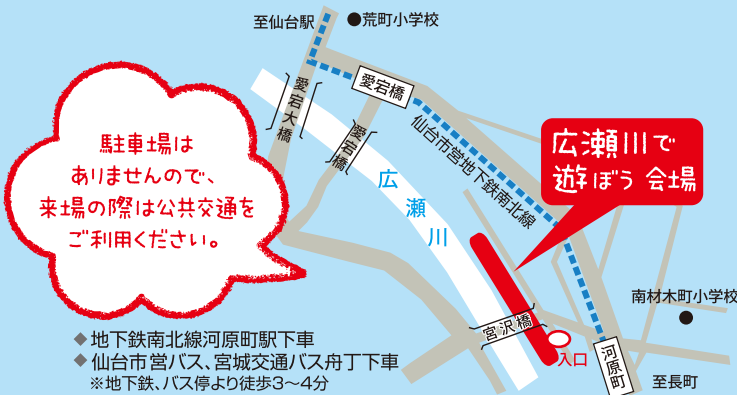 至仙台駅
●荒町小学校
愛宕大橋
愛宕橋
愛宕橋
仙台市営地下鉄南北線
広瀬川
駐車場は
ありませんので、
来場の際は公共交通を
ご利用ください。
広瀬川で
遊ぼう 会場
南材木町小学校
宮沢橋
入口
河原町
至長町
◆地下鉄南北線河原町駅下車
◆仙台市営バス、宮城交通バス舟丁下車
※地下鉄、バス停より徒歩3〜4分